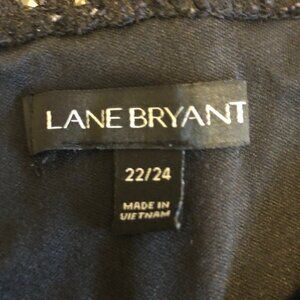 LANE BRYANT
22/24
MADE IN
VIETNAM